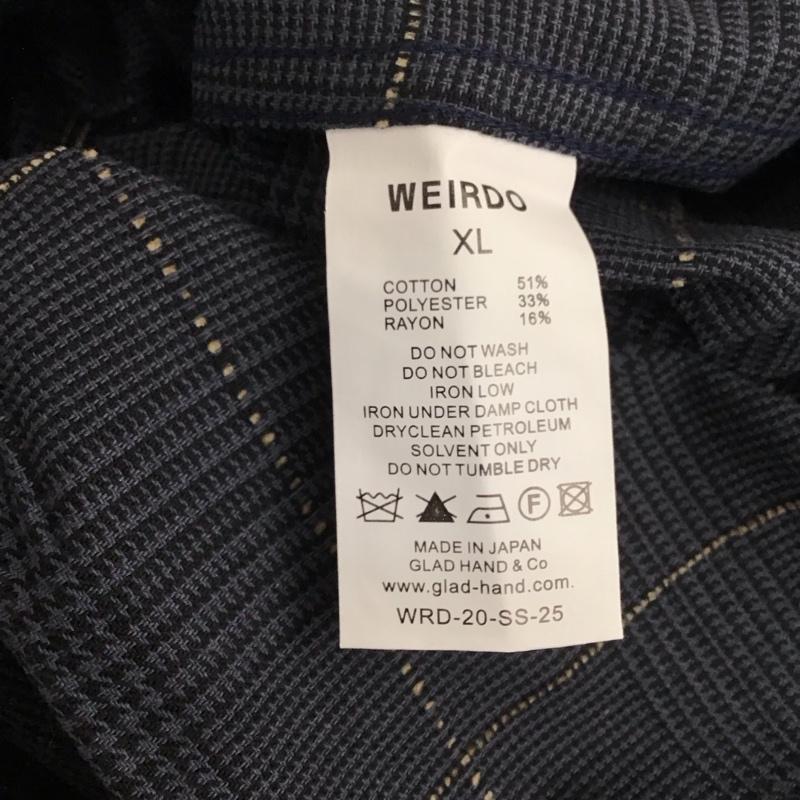 WEIRDO
XL
COTTON 51%
POLYESTER 33%
RAYON 16%
DO NOT WASH
DO NOT BLEACH
IRON LOW
IRON UNDER DAMP CLOTH
DRYCLEAN PETROLEUM
SOLVENT ONLY
DO NOT TUMBLE DRY
F
MADE IN JAPAN
GLAD HAND & Co
www.glad-hand.com.
WRD-20-SS-25